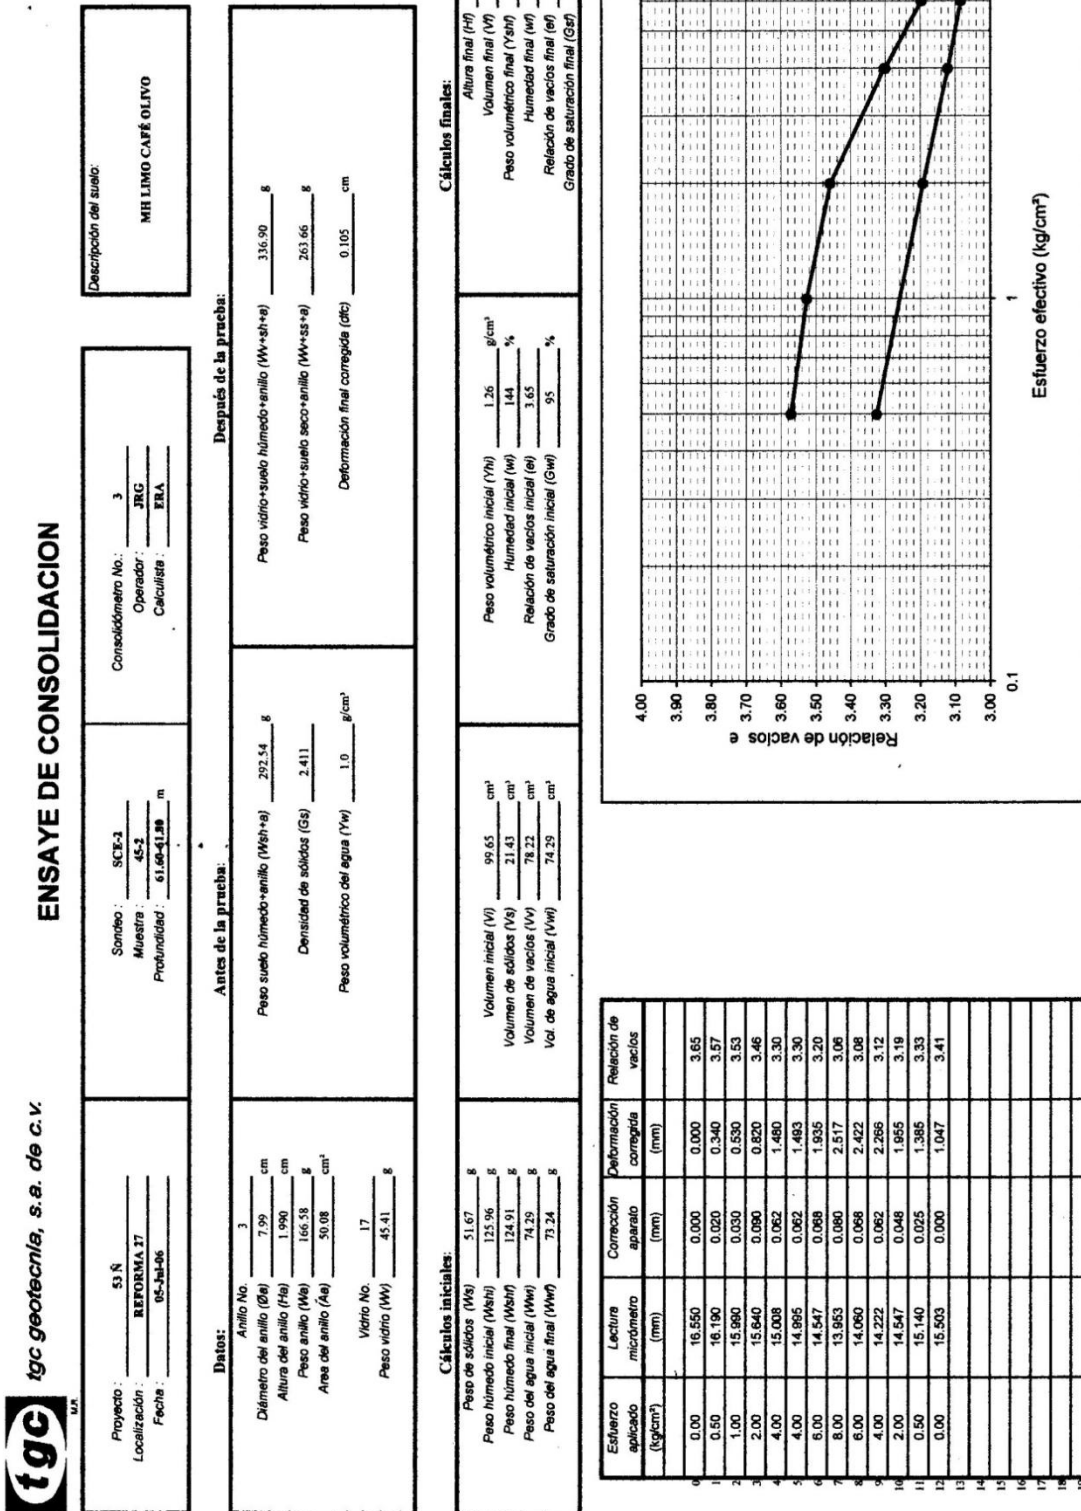 tgc tgc geotecnia, s.a. de c.v.
M.R.
ENSAYE DE CONSOLIDACION
Proyecto : 53 Ñ
Localización : REFORMA 27
Fecha : 05-Jul-06
Sondeo : SCE-1
Muestra : 45-2
Profundidad : 61.60-61.80 m
Consolidómetro No.: 3
Operador : JRG
Calculista : ERA
Descripción del suelo:
MH LIMO CAFÉ OLIVO
Datos:
Anillo No. 3
Diámetro del anillo (Øa) 7.99 cm
Altura del anillo (Ha) 1.990 cm
Peso anillo (Wa) 166.58 g
Area del anillo (Áa) 50.08 cm²
Vidrio No. 17
Peso vidrio (Wv) 45.41 g
Antes de la prueba:
Peso suelo húmedo+anillo (Wsh+a) 292.54 g
Densidad de sólidos (Gs) 2.411
Peso volumétrico del agua (Yw) 1.0 g/cm³
Después de la prueba:
Peso vidrio+suelo húmedo+anillo (Wv+sh+a) 336.90 g
Peso vidrio+suelo seco+anillo (Wv+ss+a) 263.66 g
Deformación final corregida (dfc) 0.105 cm
Cálculos iniciales:
Peso de sólidos (Ws) 51.67 g
Peso húmedo inicial (Wshi) 125.96 g
Peso húmedo final (Wshf) 124.91 g
Peso del agua inicial (Wwi) 74.29 g
Peso del agua final (Wwf) 73.24 g
Volumen inicial (Vi) 99.65 cm³
Volumen de sólidos (Vs) 21.43 cm³
Volumen de vacíos (Vv) 78.22 cm³
Vol. de agua inicial (Vwi) 74.29 cm³
Peso volumétrico inicial (Yhi) 1.26 g/cm³
Humedad inicial (wi) 144 %
Relación de vacíos inicial (ei) 3.65
Grado de saturación inicial (Gwi) 95 %
Cálculos finales:
Altura final (Hf)
Volumen final (Vf)
Peso volumétrico final (Yshf)
Humedad final (wf)
Relación de vacíos final (ef)
Grado de saturación final (Gsf)
Esfuerzo aplicado (kg/cm²) Lectura micrómetro (mm) Corrección aparato (mm) Deformación corregida (mm) Relación de vacíos
0 0.00 16.550 0.000 0.000 3.65
1 0.50 16.190 0.020 0.340 3.57
2 1.00 15.990 0.030 0.530 3.53
3 2.00 15.640 0.090 0.820 3.46
4 4.00 15.008 0.062 1.480 3.30
5 4.00 14.995 0.062 1.493 3.30
6 6.00 14.547 0.068 1.935 3.20
7 8.00 13.953 0.080 2.517 3.06
8 6.00 14.060 0.068 2.422 3.08
9 4.00 14.222 0.062 2.266 3.12
10 2.00 14.547 0.048 1.955 3.19
11 0.50 15.140 0.025 1.385 3.33
12 0.00 15.503 0.000 1.047 3.41
13
14
15
16
17
18
Relación de vacíos e
4.00
3.90
3.80
3.70
3.60
3.50
3.40
3.30
3.20
3.10
3.00
0.1 1
Esfuerzo efectivo (kg/cm²)